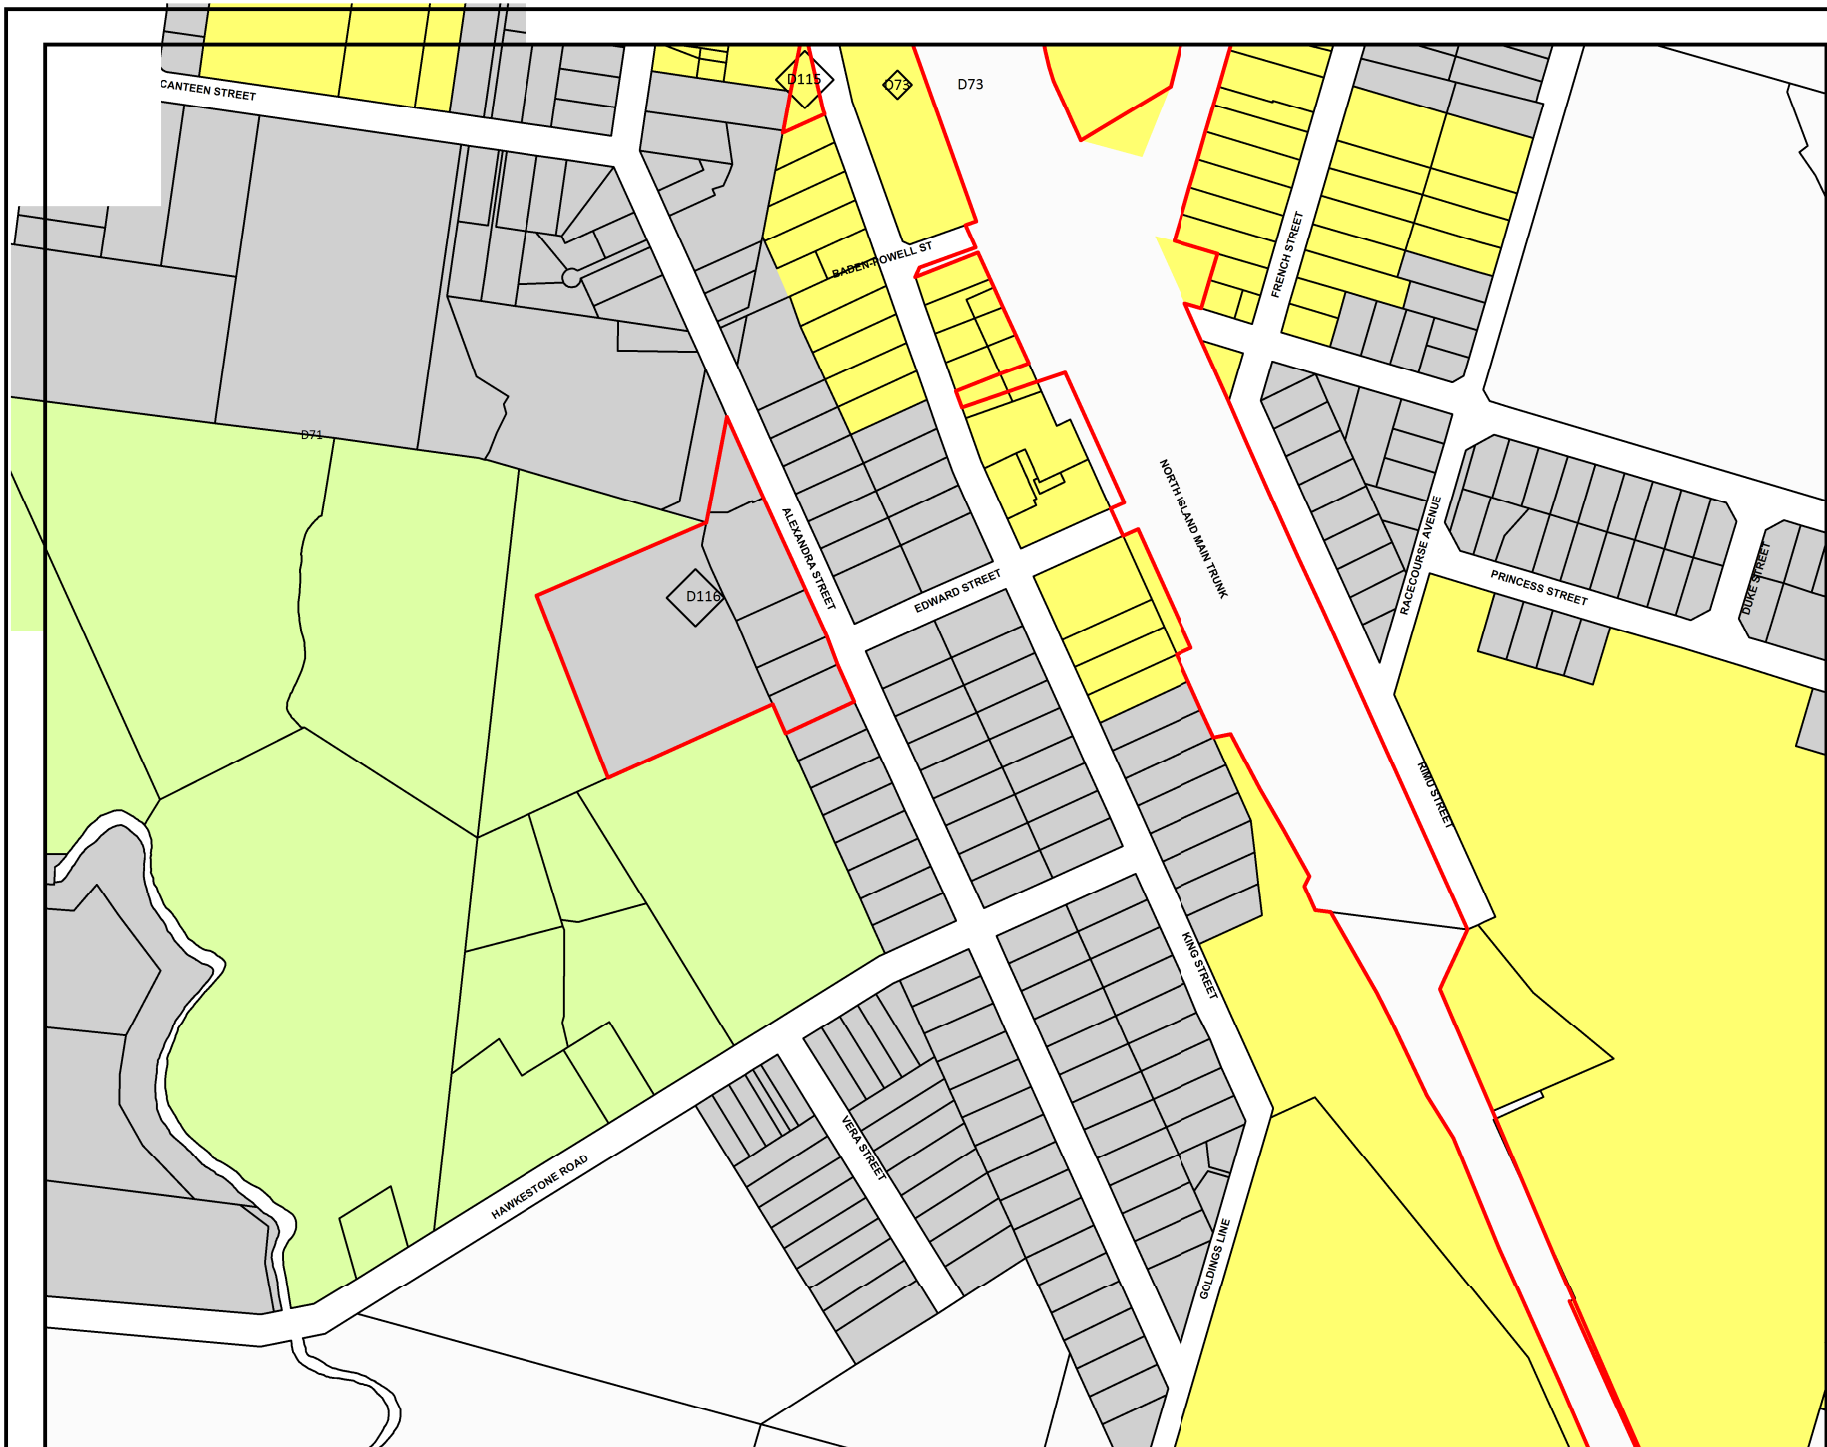 CANTEEN STREET
D115
D73
D73
BADEN-POWELL ST
FRENCH STREET
D71
NORTH ISLAND MAIN TRUNK
ALEXANDRA STREET
RACECOURSE AVENUE
PRINCESS STREET
DUKE STREET
EDWARD STREET
D116
RIMU STREET
KING STREET
VERA STREET
HAWKESTONE ROAD
GOLDINGS LINE